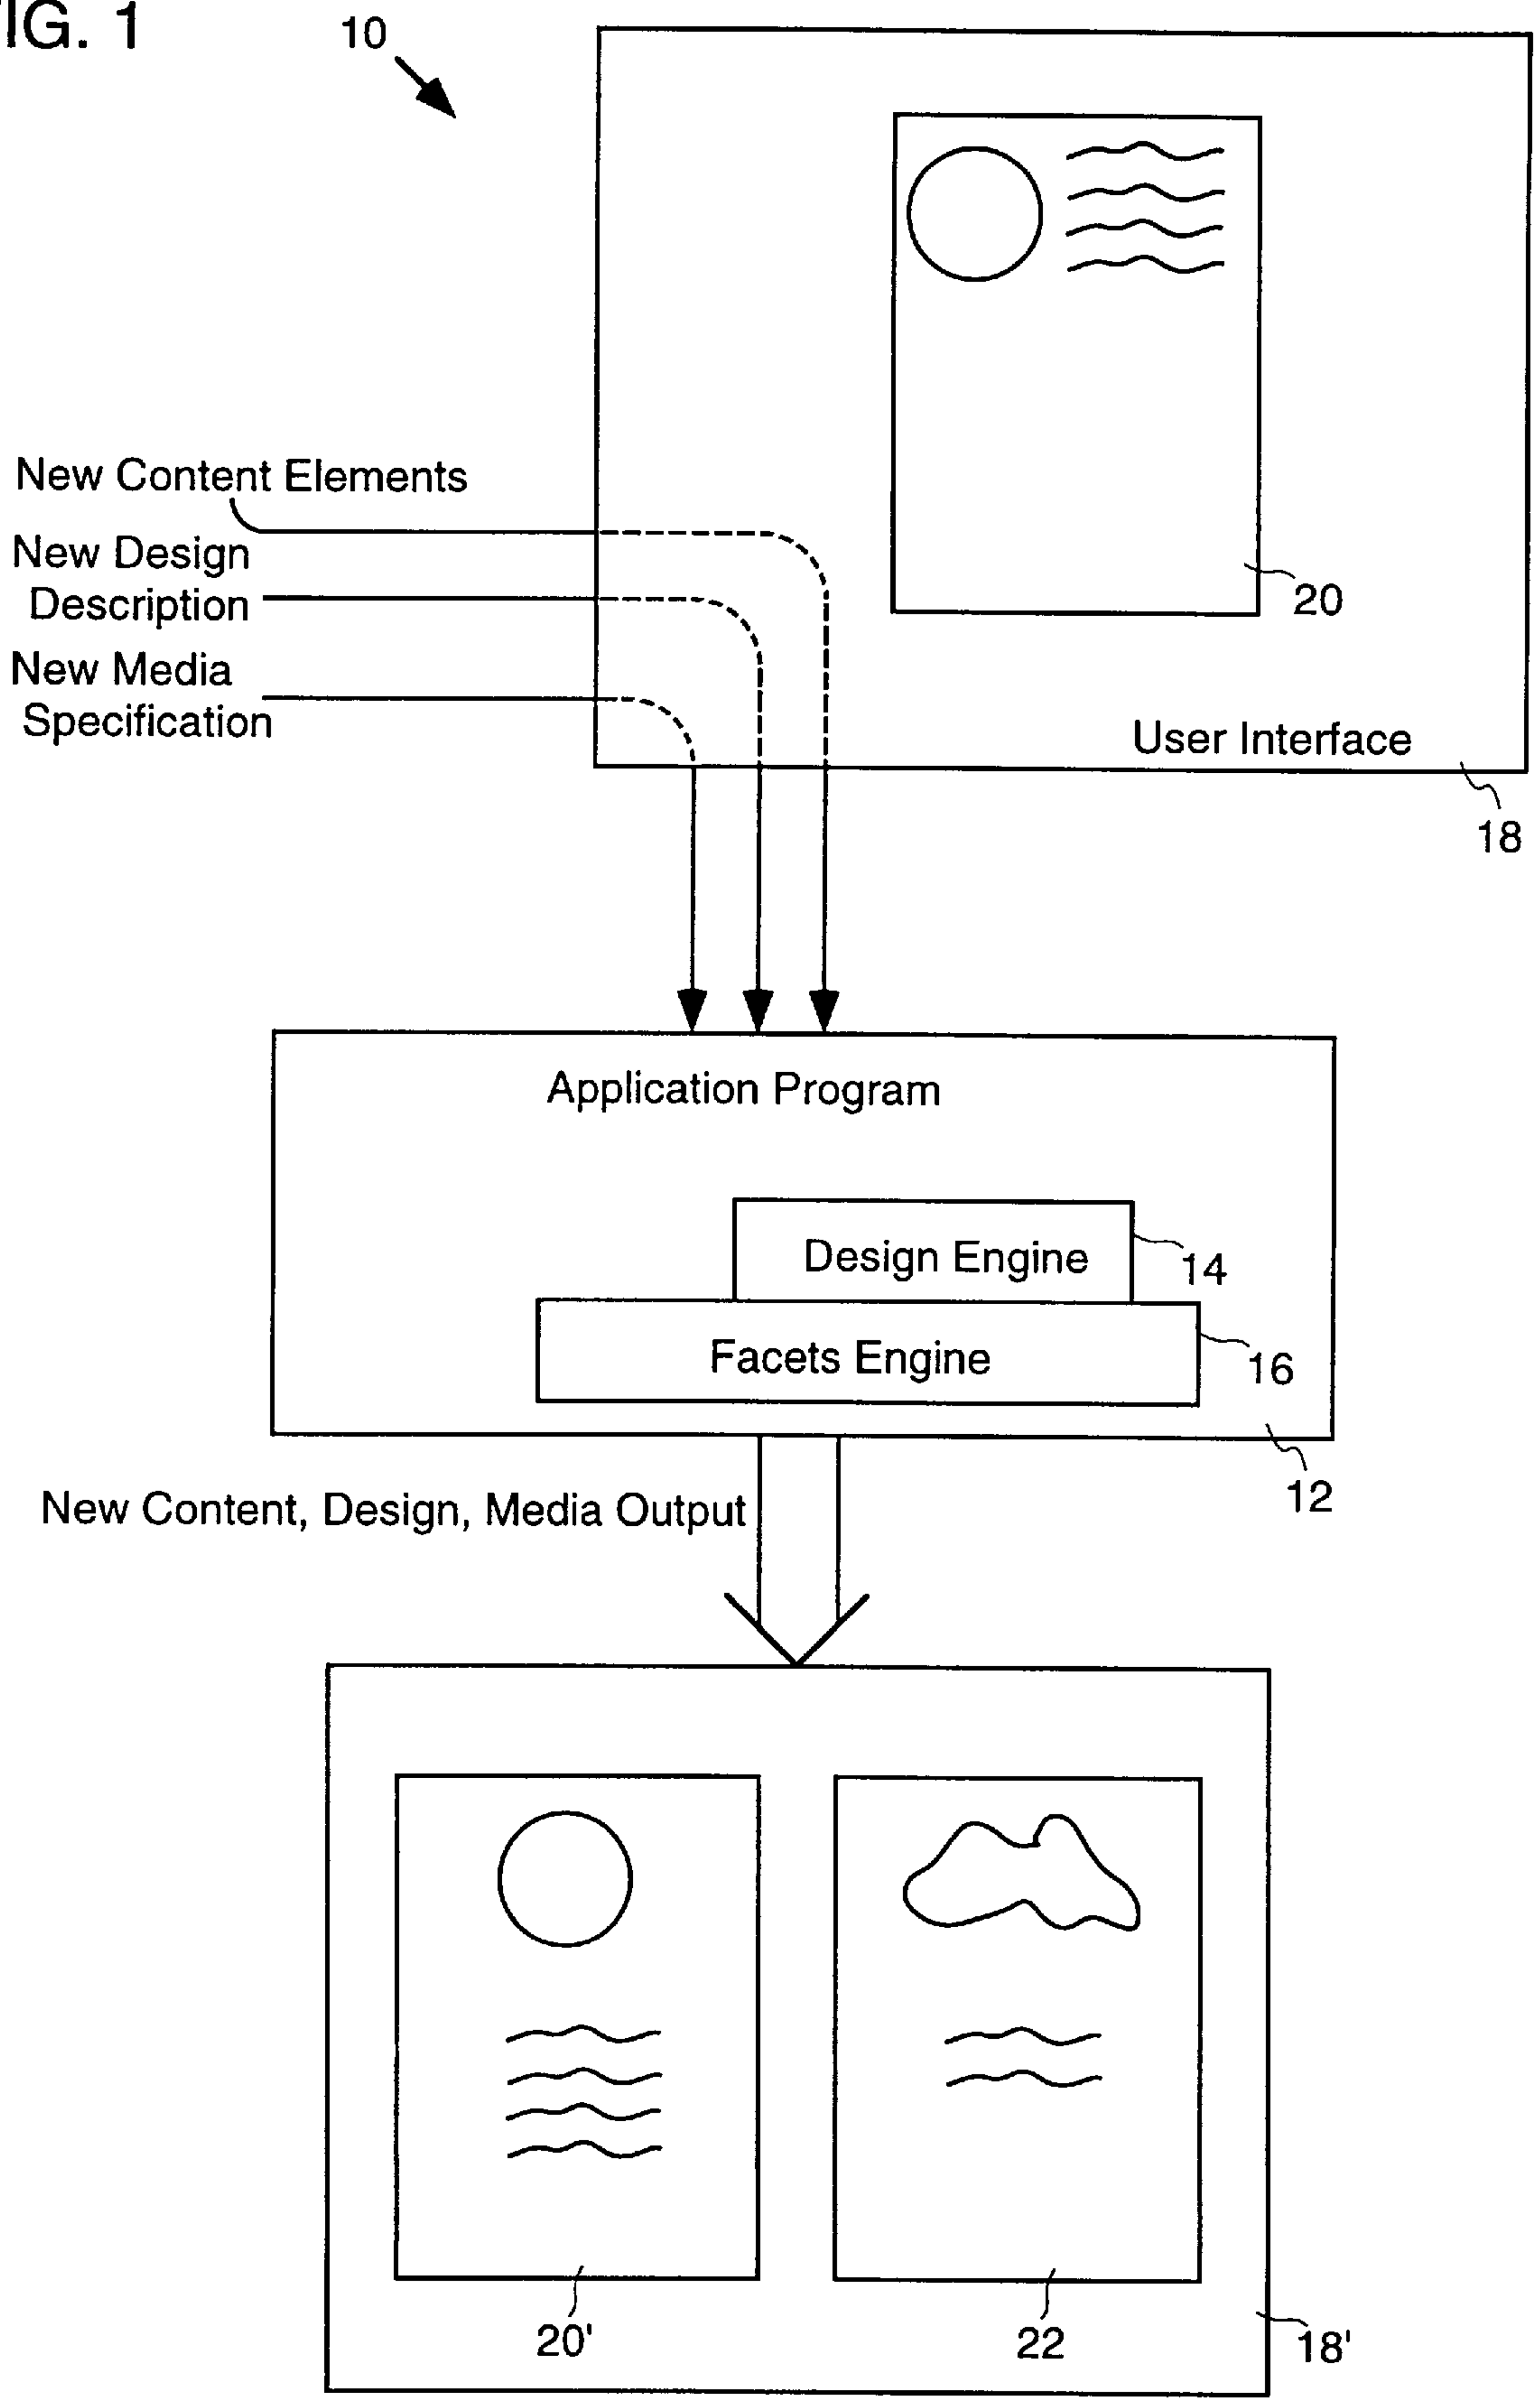 IG. 1
10
New Content Elements
New Design
Description
20
New Media
Specification
User Interface
18
Application Program
Design Engine
14
Facets Engine
16
12
New Content, Design, Media Output
20'
22
18'